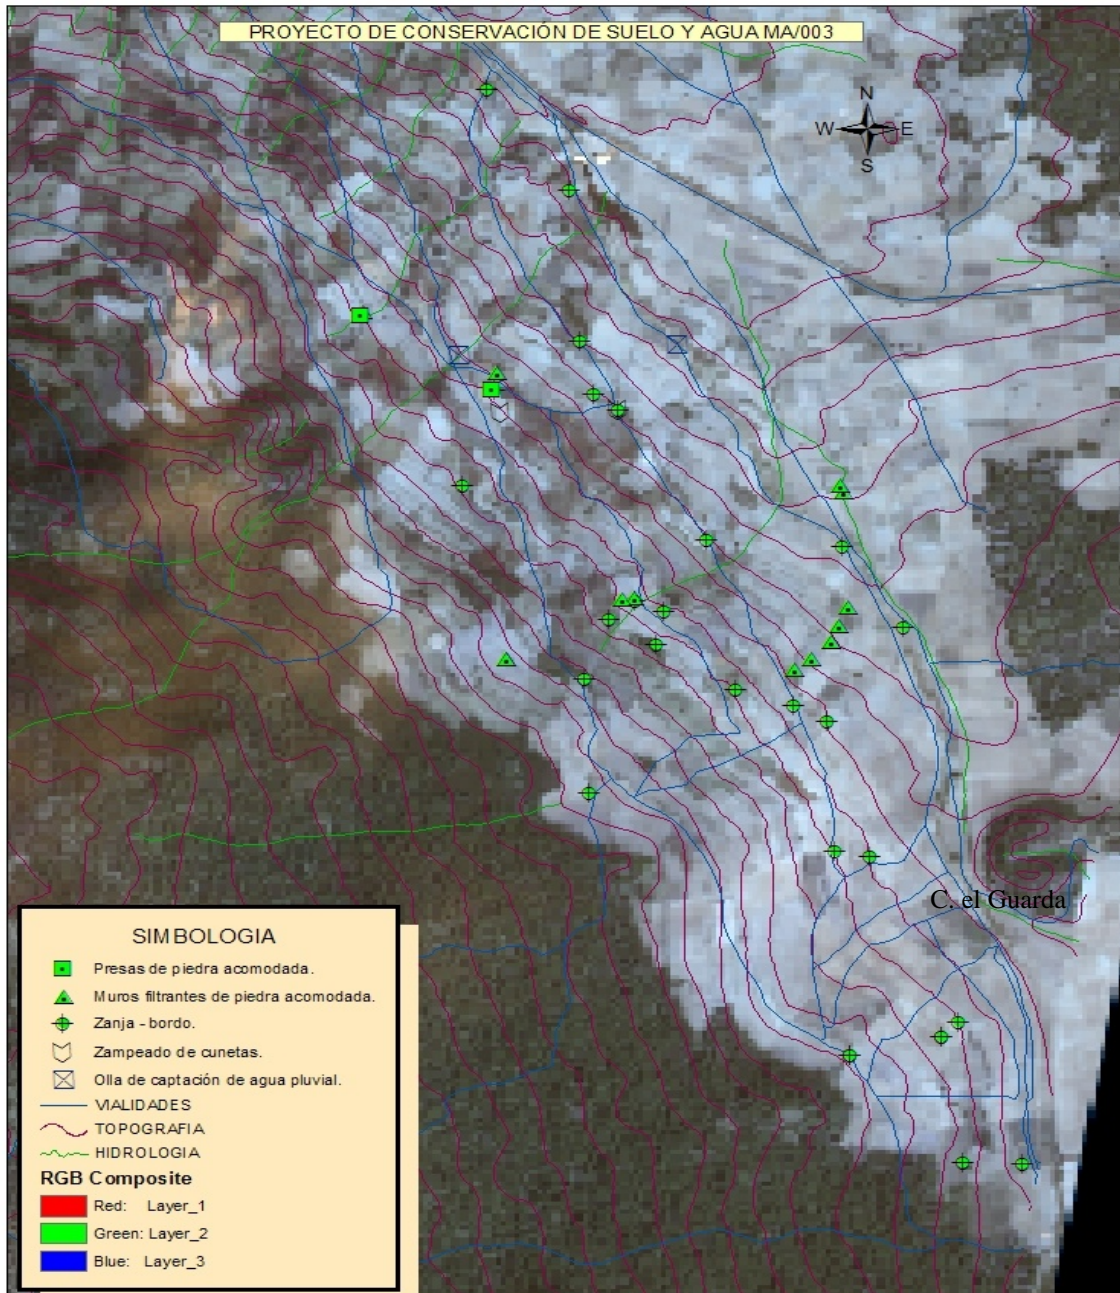 PROYECTO DE CONSERVACIÓN DE SUELO Y AGUA MA/003
N
W E
S
C. el Guarda
SIMBOLOGIA
Presas de piedra acomodada.
Muros filtrantes de piedra acomodada.
Zanja - bordo.
Zampeado de cunetas.
Olla de captación de agua pluvial.
VIALIDADES
TOPOGRAFIA
HIDROLOGIA
RGB Composite
Red: Layer_1
Green: Layer_2
Blue: Layer_3